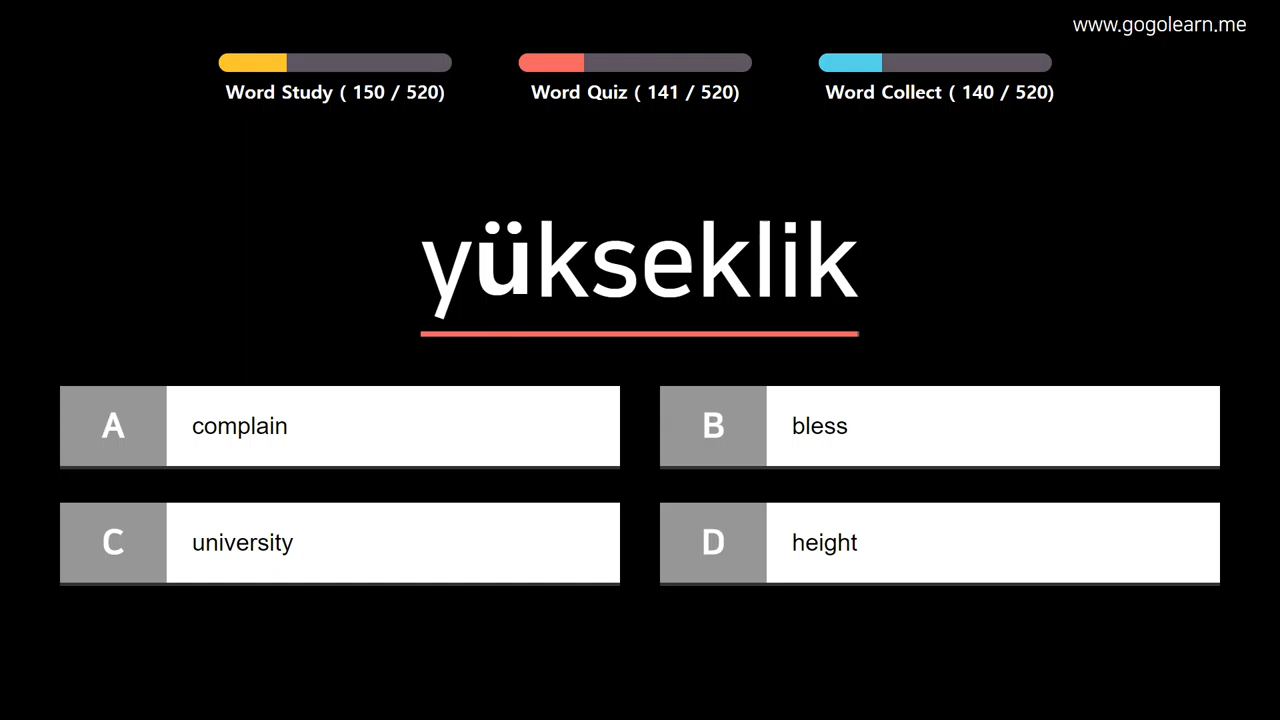 www.gogolearn.me
Word Study ( 150 / 520)
Word Quiz ( 141 / 520)
Word Collect ( 140 / 520)
yükseklik
A complain
B bless
C university
D height